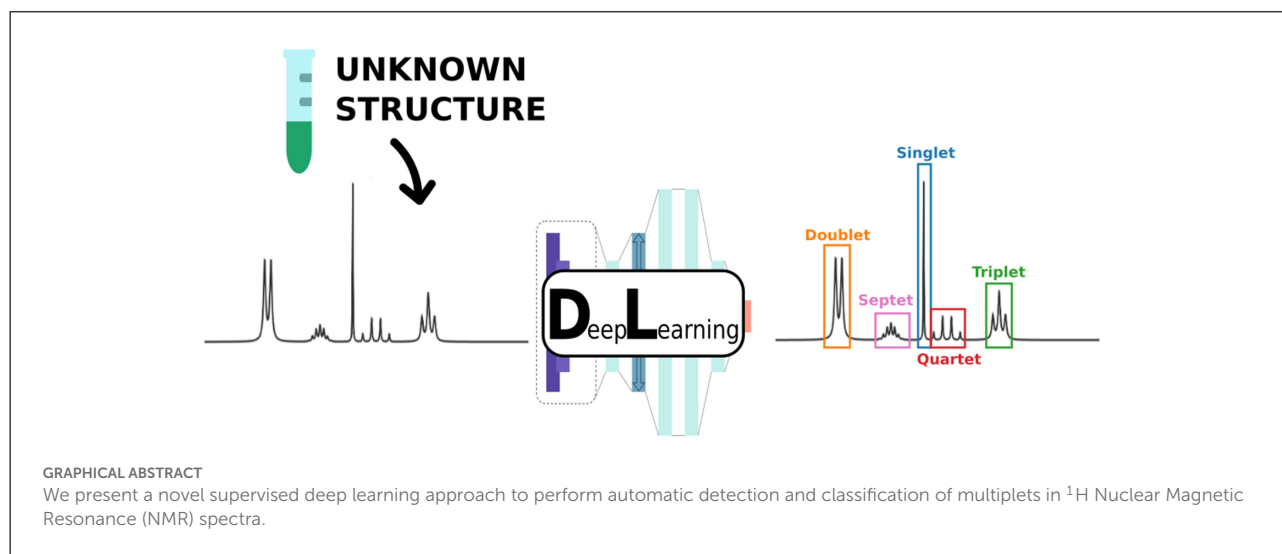 UNKNOWN
STRUCTURE
Singlet
Doublet
Septet
Triplet
Quartet
DeepLearning
GRAPHICAL ABSTRACT
We present a novel supervised deep learning approach to perform automatic detection and classification of multiplets in ¹H Nuclear Magnetic
Resonance (NMR) spectra.